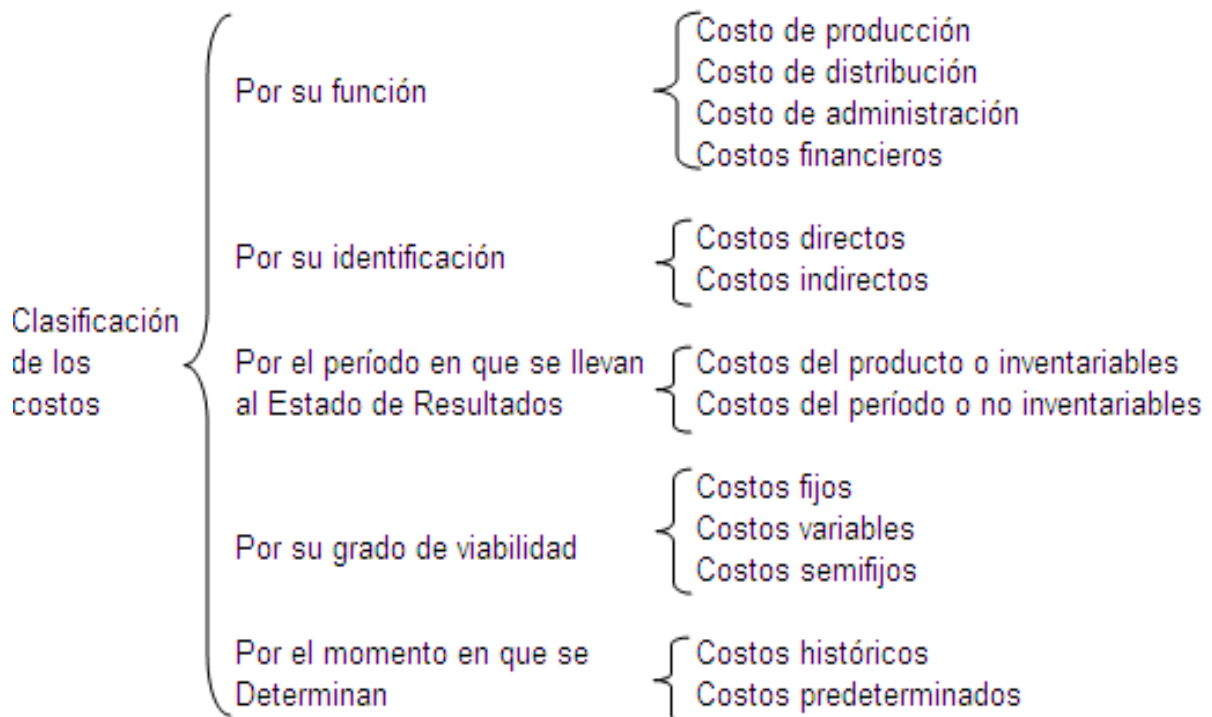 Clasificación
de los
costos
Por su función
Costo de producción
Costo de distribución
Costo de administración
Costos financieros
Por su identificación
Costos directos
Costos indirectos
Por el período en que se llevan
al Estado de Resultados
Costos del producto o inventariables
Costos del período o no inventariables
Por su grado de viabilidad
Costos fijos
Costos variables
Costos semifijos
Por el momento en que se
Determinan
Costos históricos
Costos predeterminados